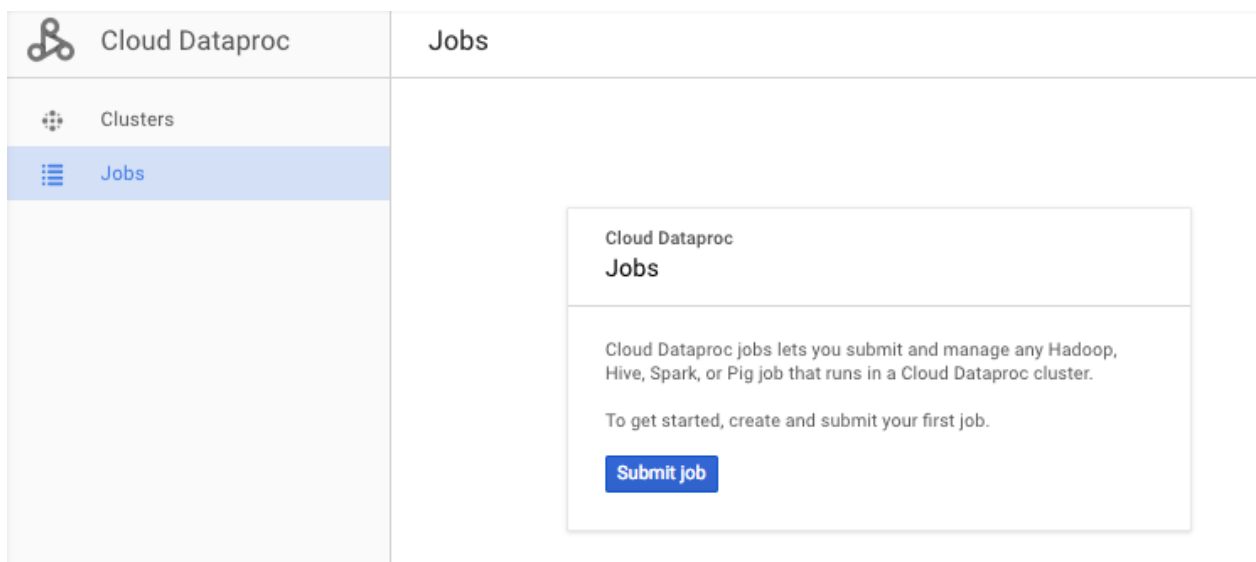 Cloud Dataproc
Jobs
Clusters
Jobs
Cloud Dataproc
Jobs
Cloud Dataproc jobs lets you submit and manage any Hadoop,
Hive, Spark, or Pig job that runs in a Cloud Dataproc cluster.
To get started, create and submit your first job.
Submit job